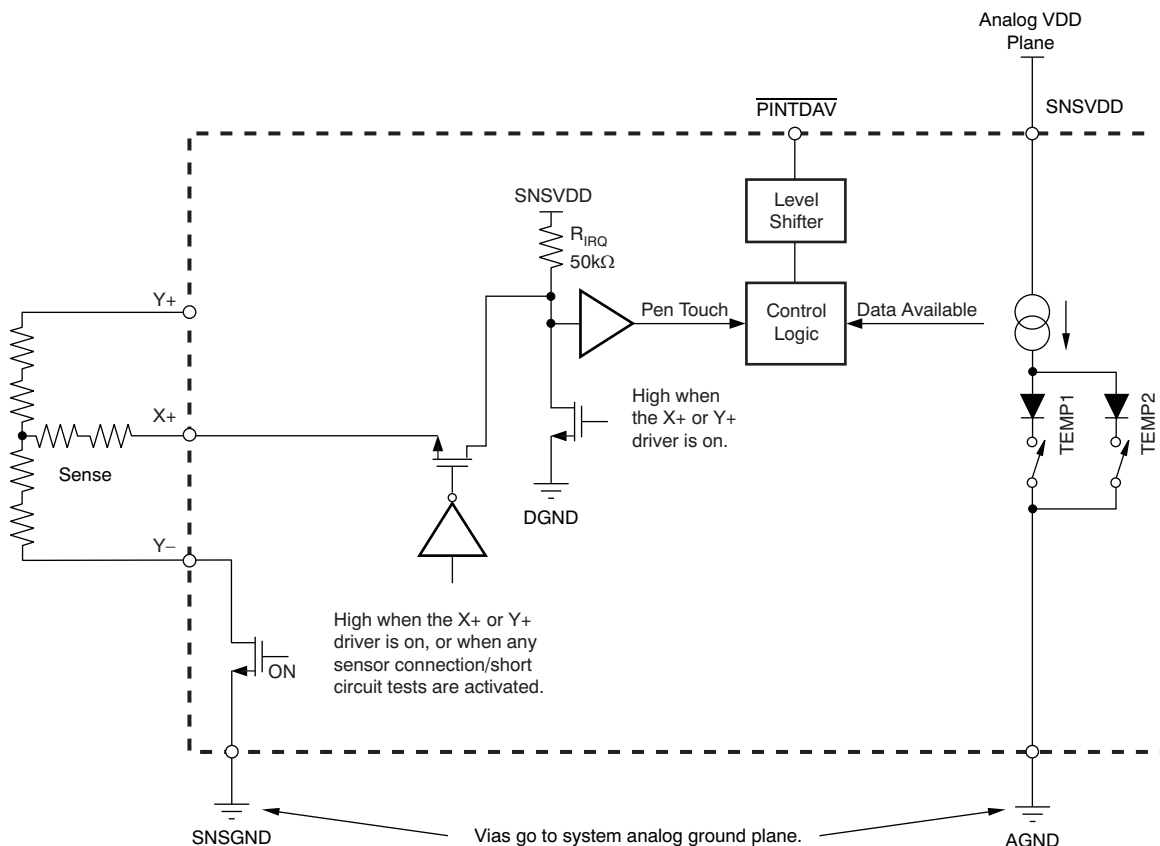 Analog VDD
Plane
PINTDAV
SNSVDD
SNSVDD
Level
Shifter
RIRQ
50kΩ
Y+
Pen Touch
Control
Logic
Data Available
High when
the X+ or Y+
driver is on.
X+
TEMP1
TEMP2
Sense
DGND
Y–
High when the X+ or Y+
driver is on, or when any
sensor connection/short
circuit tests are activated.
ON
SNSGND
Vias go to system analog ground plane.
AGND